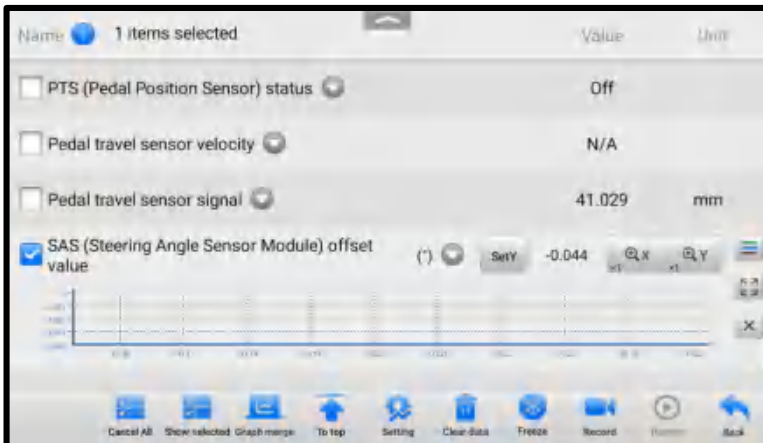 Name 1 items selected Value Unit
PTS (Pedal Position Sensor) status Off
Pedal travel sensor velocity N/A
Pedal travel sensor signal 41.029 mm
SAS (Steering Angle Sensor Module) offset
value (°) SetY -0.044 x1 X x1 Y
Cancel All Show selected Graph merge To top Setting Clear data Freeze Record Back